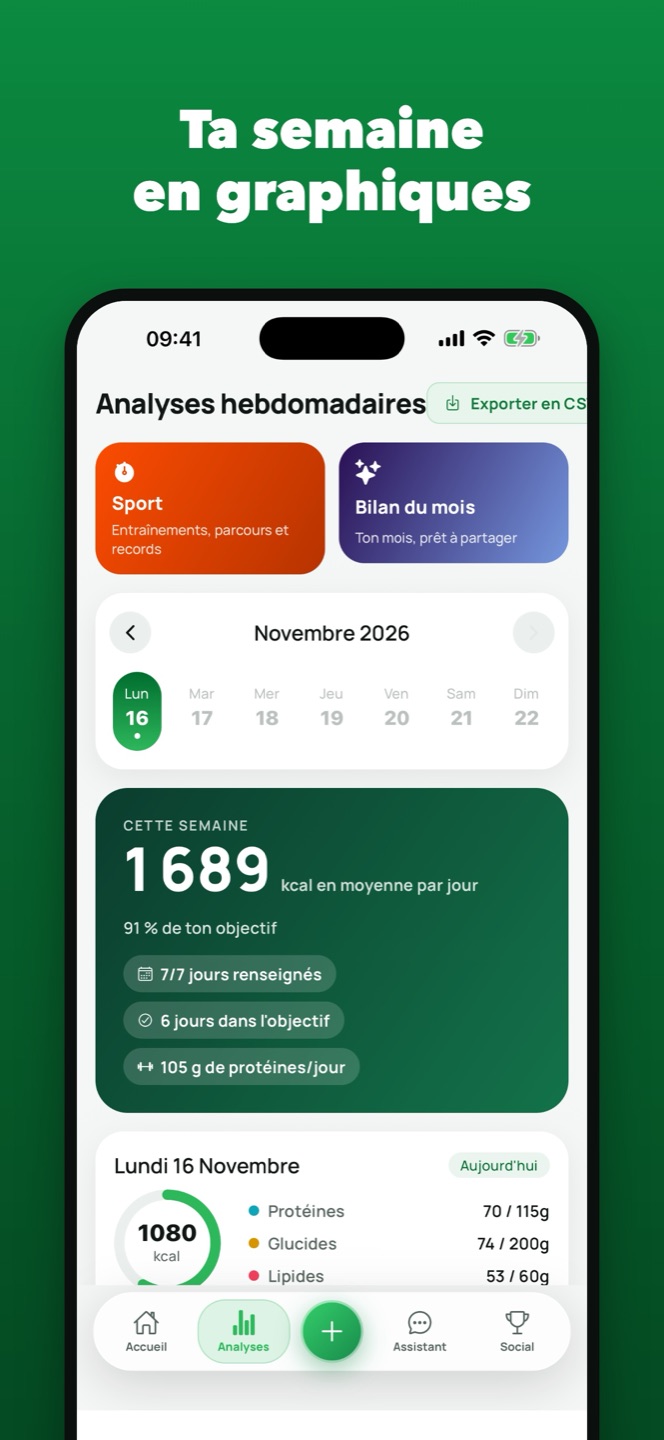 Ta semaine
en graphiques
09:41
Analyses hebdomadaires
Exporter en CS
Sport
Entraînements, parcours et
records
Bilan du mois
Ton mois, prêt à partager
Novembre 2026
Lun Mar Mer Jeu Ven Sam Dim
16 17 18 19 20 21 22
CETTE SEMAINE
1 689 kcal en moyenne par jour
91 % de ton objectif
7/7 jours renseignés
6 jours dans l'objectif
105 g de protéines/jour
Lundi 16 Novembre
Aujourd'hui
1080
kcal
Protéines 70 / 115g
Glucides 74 / 200g
Lipides 53 / 60g
Accueil Analyses Assistant Social